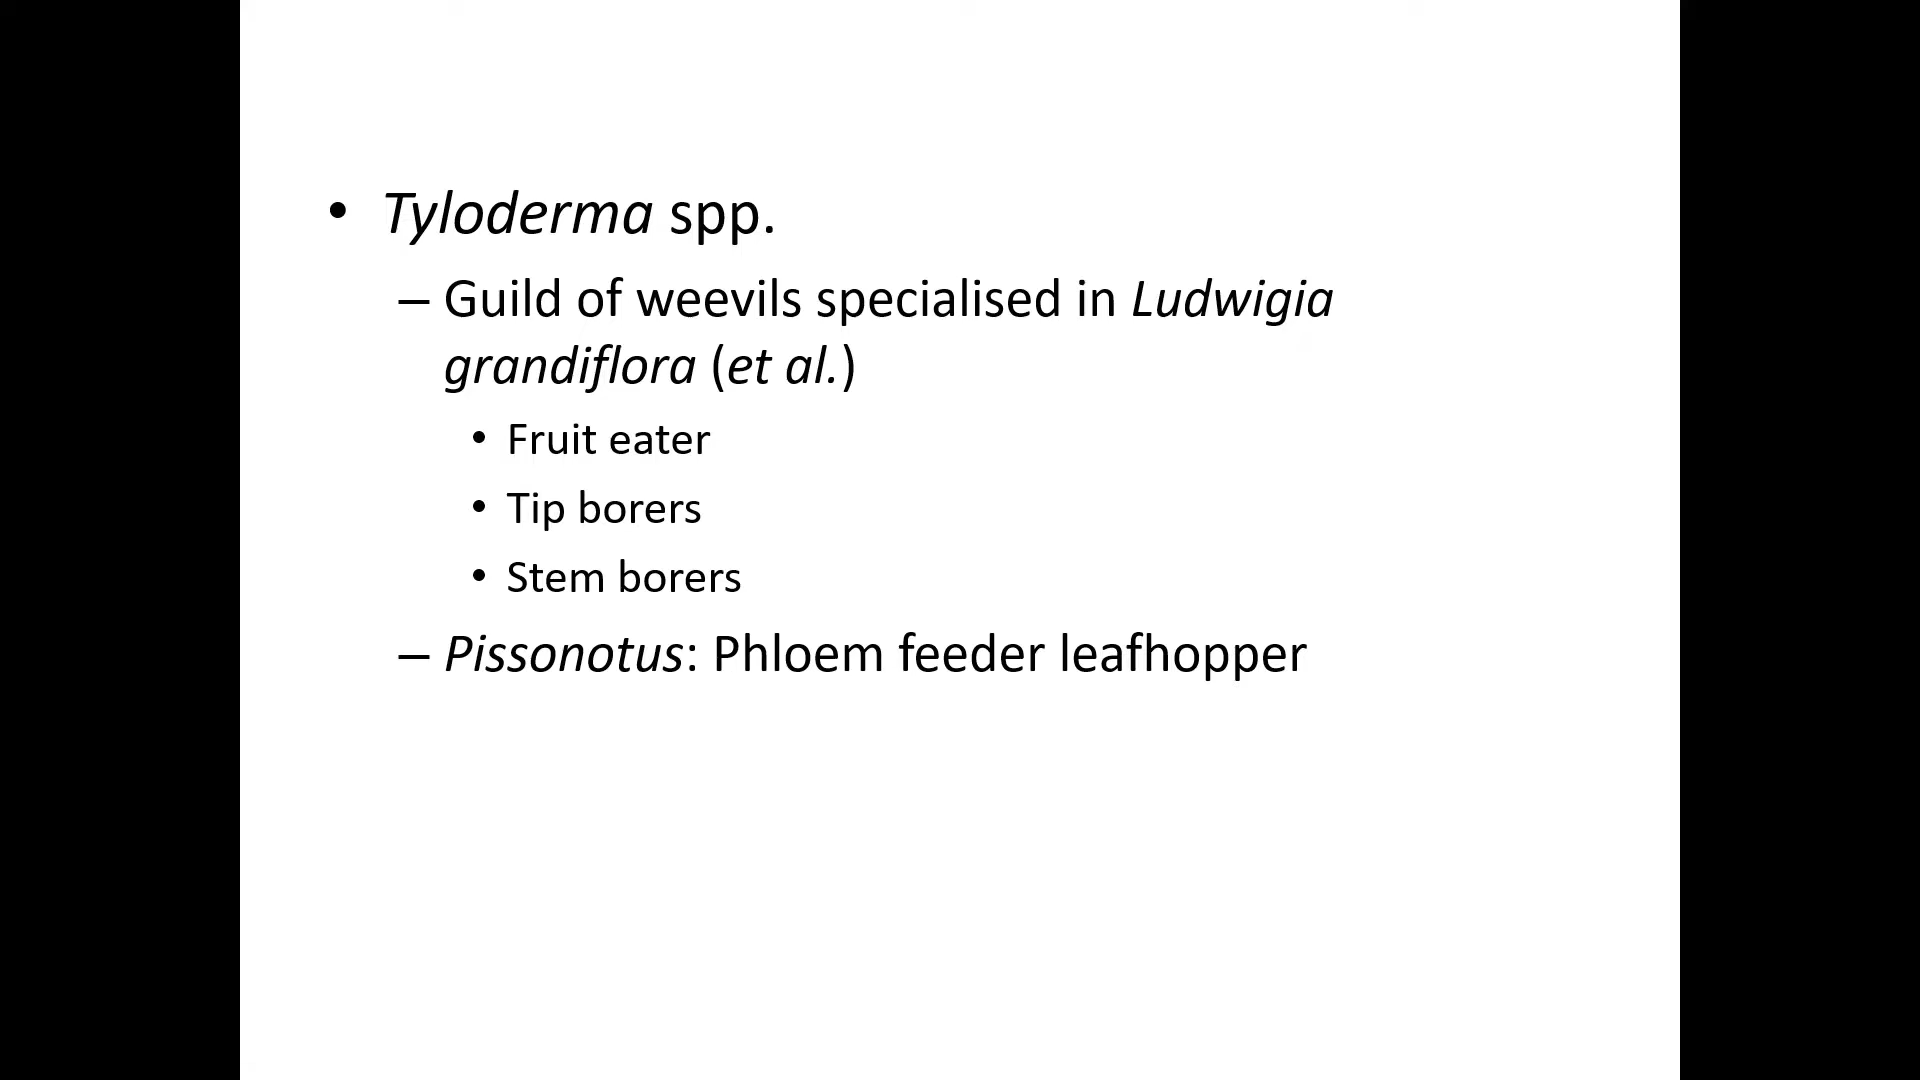 • Tyloderma spp.
– Guild of weevils specialised in Ludwigia
grandiflora (et al.)
• Fruit eater
• Tip borers
• Stem borers
– Pissonotus: Phloem feeder leafhopper